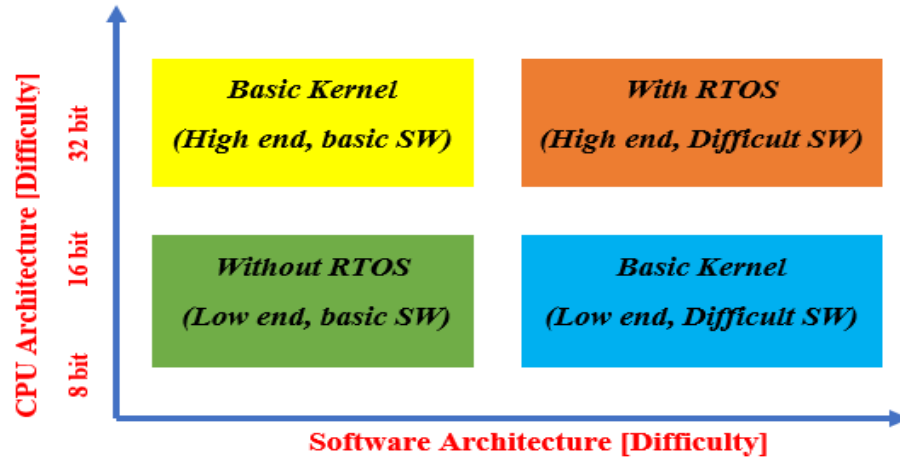 CPU Architecture [Difficulty]
32 bit
16 bit
8 bit
Basic Kernel
(High end, basic SW)
With RTOS
(High end, Difficult SW)
Without RTOS
(Low end, basic SW)
Basic Kernel
(Low end, Difficult SW)
Software Architecture [Difficulty]